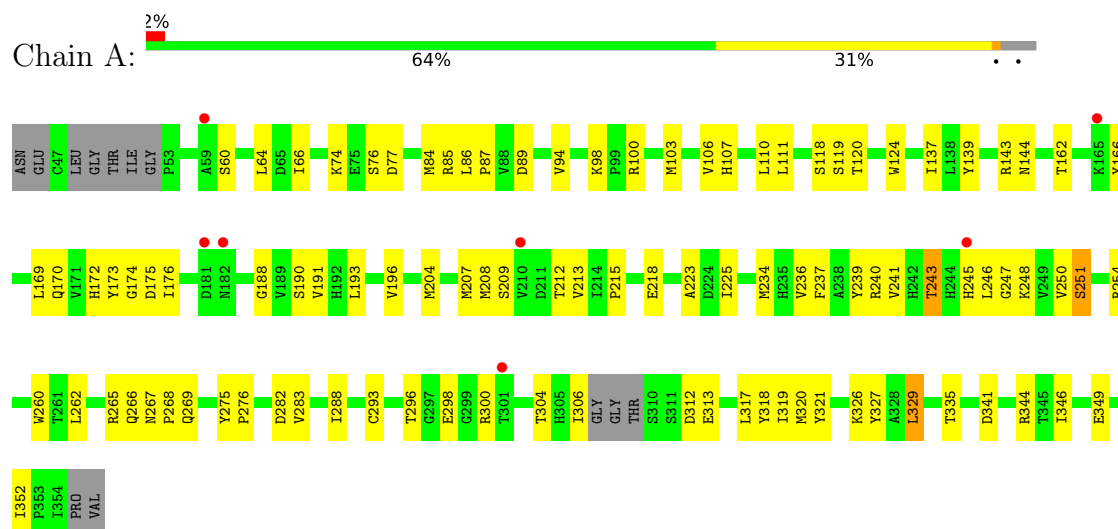 2%
Chain A:
64% 31% • •
ASN GLU C47 LEU GLY THR ILE GLY P53 A59 S60 L64 D65 I66 K74 E75 S76 D77 M84 R85 L86 P87 V88 D89 V94 K98 P99 R100 M103 V106 H107 L110 L111 S118 S119 T120 W124 I137 L138 Y139 R143 N144 T162 K165 Y166
L169 Q170 V171 H172 Y173 G174 D175 I176 D181 N182 G188 V189 S190 V191 H192 L193 V196 M204 M207 M208 S209 V210 D211 T212 V213 I214 P215 E218 A223 D224 I225 M234 H235 V236 F237 A238 Y239 R240 V241 H242 T243 H244 H245 L246 G247 K248 V249 V250 S251
W260 T261 L262 R265 Q266 N267 P268 Q269 Y275 P276 D282 V283 I288 C293 T296 G297 E298 G299 R300 T301 T304 H305 I306 GLY GLY THR S310 S311 D312 E313 L317 Y318 I319 M320 Y321 K326 Y327 A328 L329 T335 D341 R344 T345 I346 E349
I352 P353 I354 PRO VAL